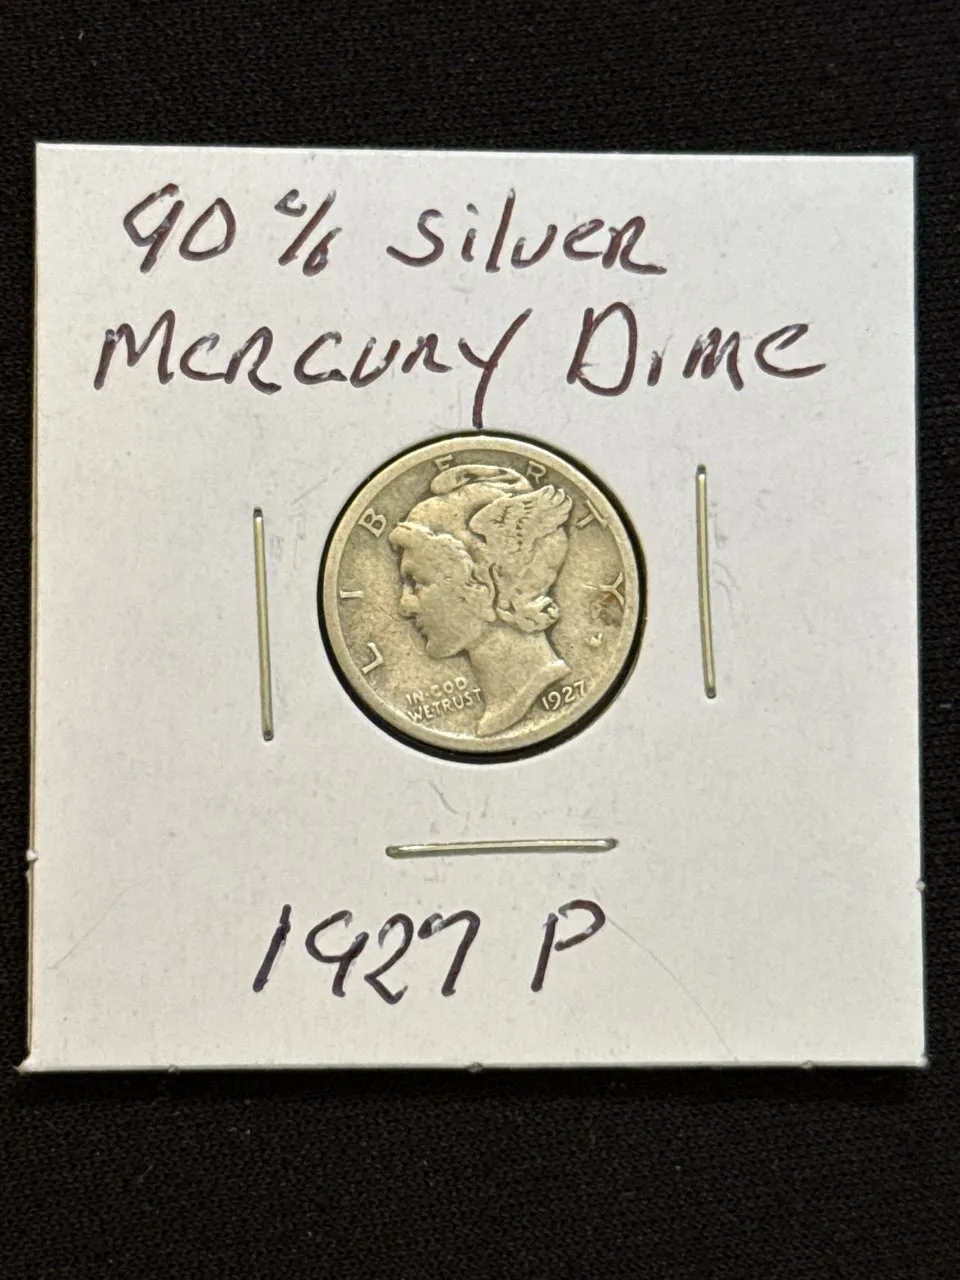 90% Silver
Mercury Dime
LIBERTY
IN GOD
WE TRUST
1927
1927 P